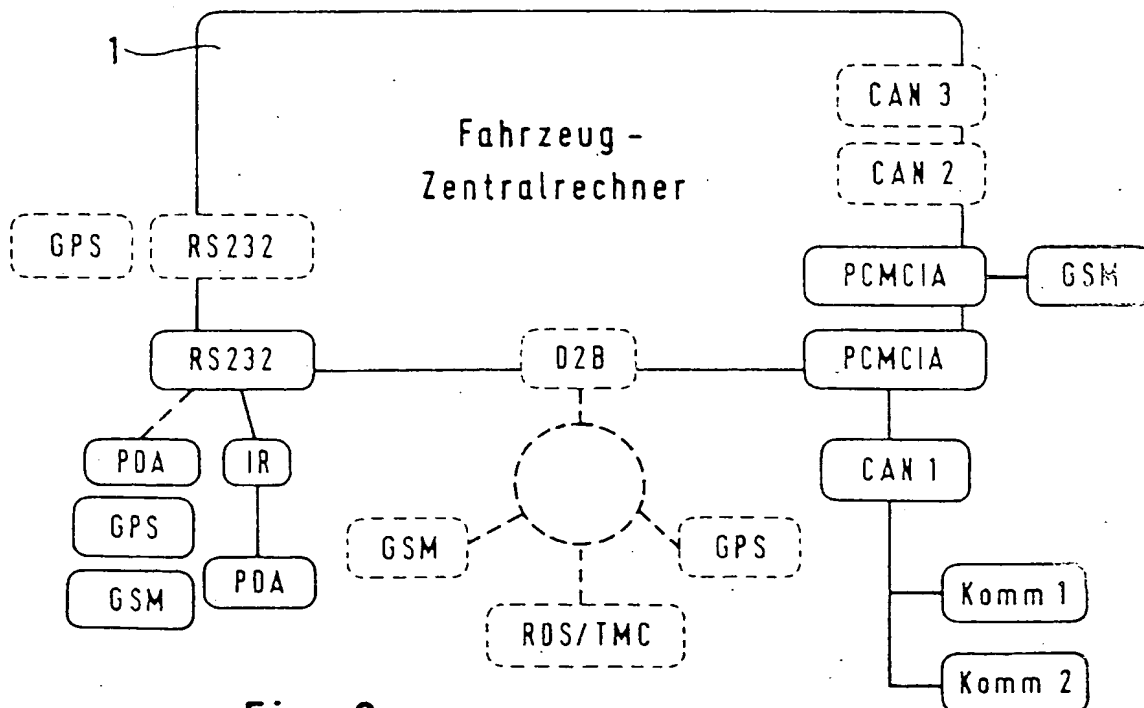 1
Fahrzeug-
Zentralrechner
CAN 3
CAN 2
GPS
RS232
PCMCIA
GSM
RS232
D2B
PCMCIA
PDA
IR
CAN 1
GPS
GSM
GPS
GSM
PDA
Komm 1
RDS/TMC
Komm 2